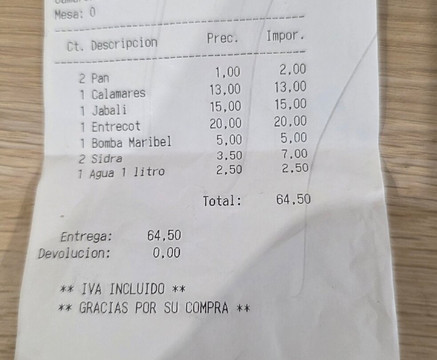 Mesa: 0
Ct. Descripcion Prec. Impor.
2 Pan 1,00 2,00
1 Calamares 13,00 13,00
1 Jabali 15,00 15,00
1 Entrecot 20,00 20,00
1 Bomba Maribel 5,00 5,00
2 Sidra 3,50 7,00
1 Agua 1 litro 2,50 2,50
Total: 64,50
Entrega: 64,50
Devolucion: 0,00
** IVA INCLUIDO **
** GRACIAS POR SU COMPRA **